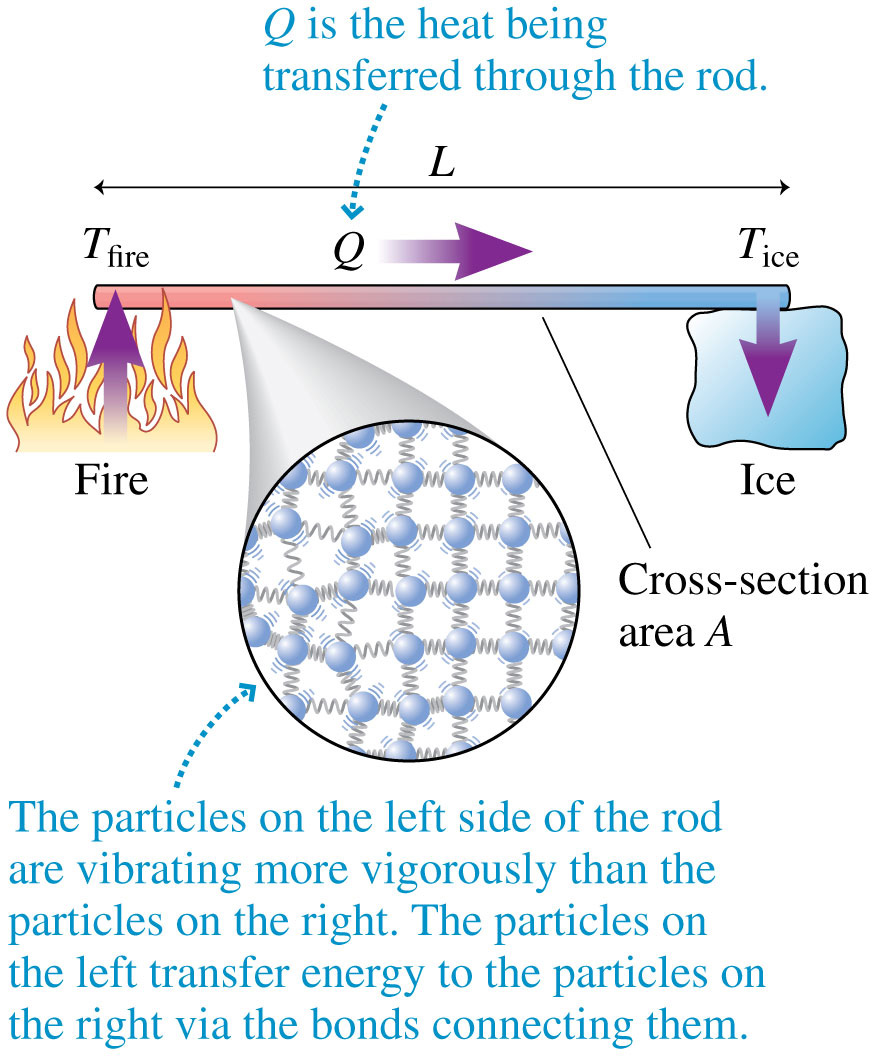 Q is the heat being
transferred through the rod.
L
T_fire
Q
T_ice
Fire
Ice
Cross-section
area A
The particles on the left side of the rod
are vibrating more vigorously than the
particles on the right. The particles on
the left transfer energy to the particles on
the right via the bonds connecting them.